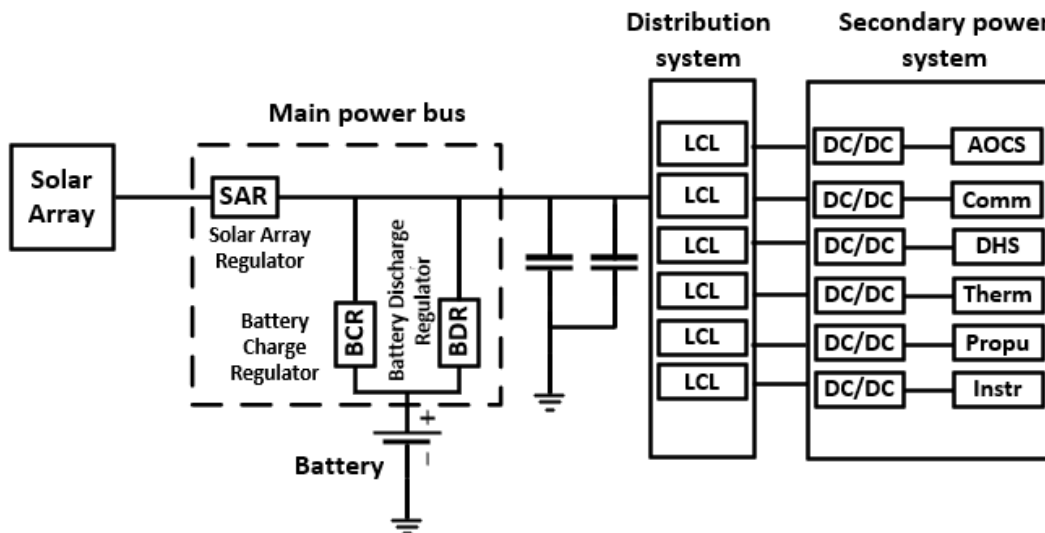 Distribution
system
Secondary power
system
Main power bus
Solar
Array
SAR
Solar Array
Regulator
Battery Discharge
Regulator
BCR
BDR
Battery
Charge
Regulator
+
−
Battery
LCL
LCL
LCL
LCL
LCL
LCL
DC/DC
AOCS
DC/DC
Comm
DC/DC
DHS
DC/DC
Therm
DC/DC
Propu
DC/DC
Instr